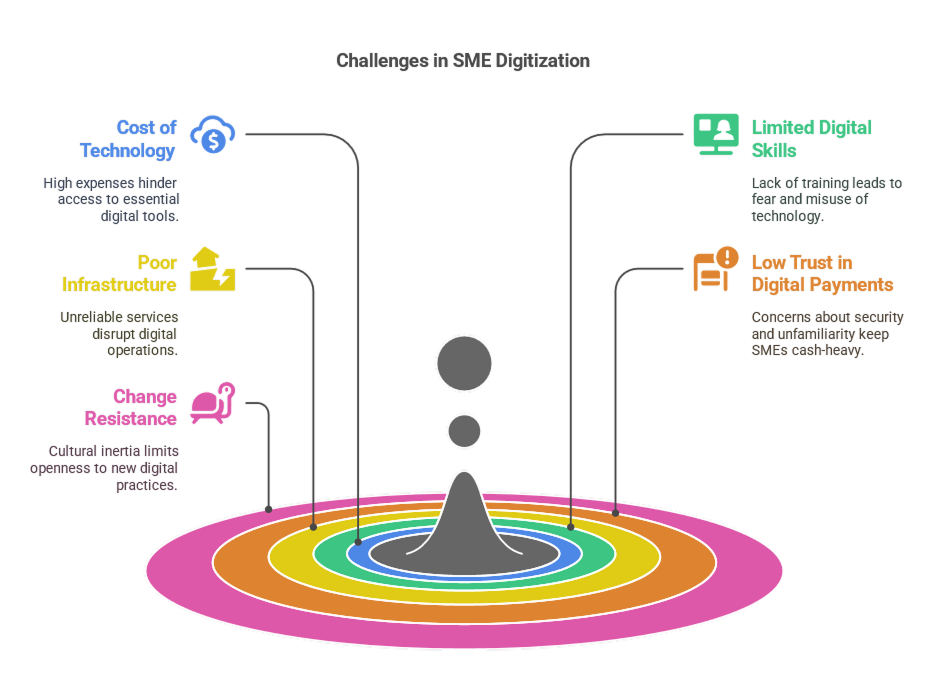 Challenges in SME Digitization
Cost of
Technology
High expenses hinder
access to essential
digital tools.
Poor
Infrastructure
Unreliable services
disrupt digital
operations.
Change
Resistance
Cultural inertia limits
openness to new digital
practices.
Limited Digital
Skills
Lack of training leads to
fear and misuse of
technology.
Low Trust in
Digital Payments
Concerns about security
and unfamiliarity keep
SMEs cash-heavy.